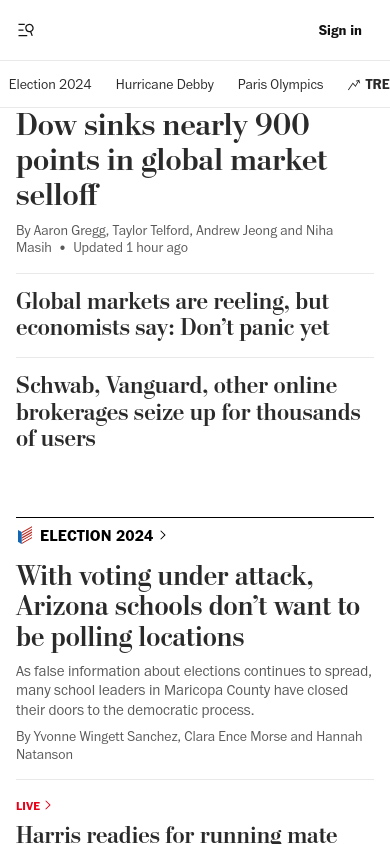 Sign in
Election 2024 Hurricane Debby Paris Olympics TRE
Dow sinks nearly 900
points in global market
selloff
By Aaron Gregg, Taylor Telford, Andrew Jeong and Niha
Masih • Updated 1 hour ago
Global markets are reeling, but
economists say: Don’t panic yet
Schwab, Vanguard, other online
brokerages seize up for thousands
of users
ELECTION 2024
With voting under attack,
Arizona schools don’t want to
be polling locations
As false information about elections continues to spread,
many school leaders in Maricopa County have closed
their doors to the democratic process.
By Yvonne Wingett Sanchez, Clara Ence Morse and Hannah
Natanson
LIVE
Harris readies for running mate